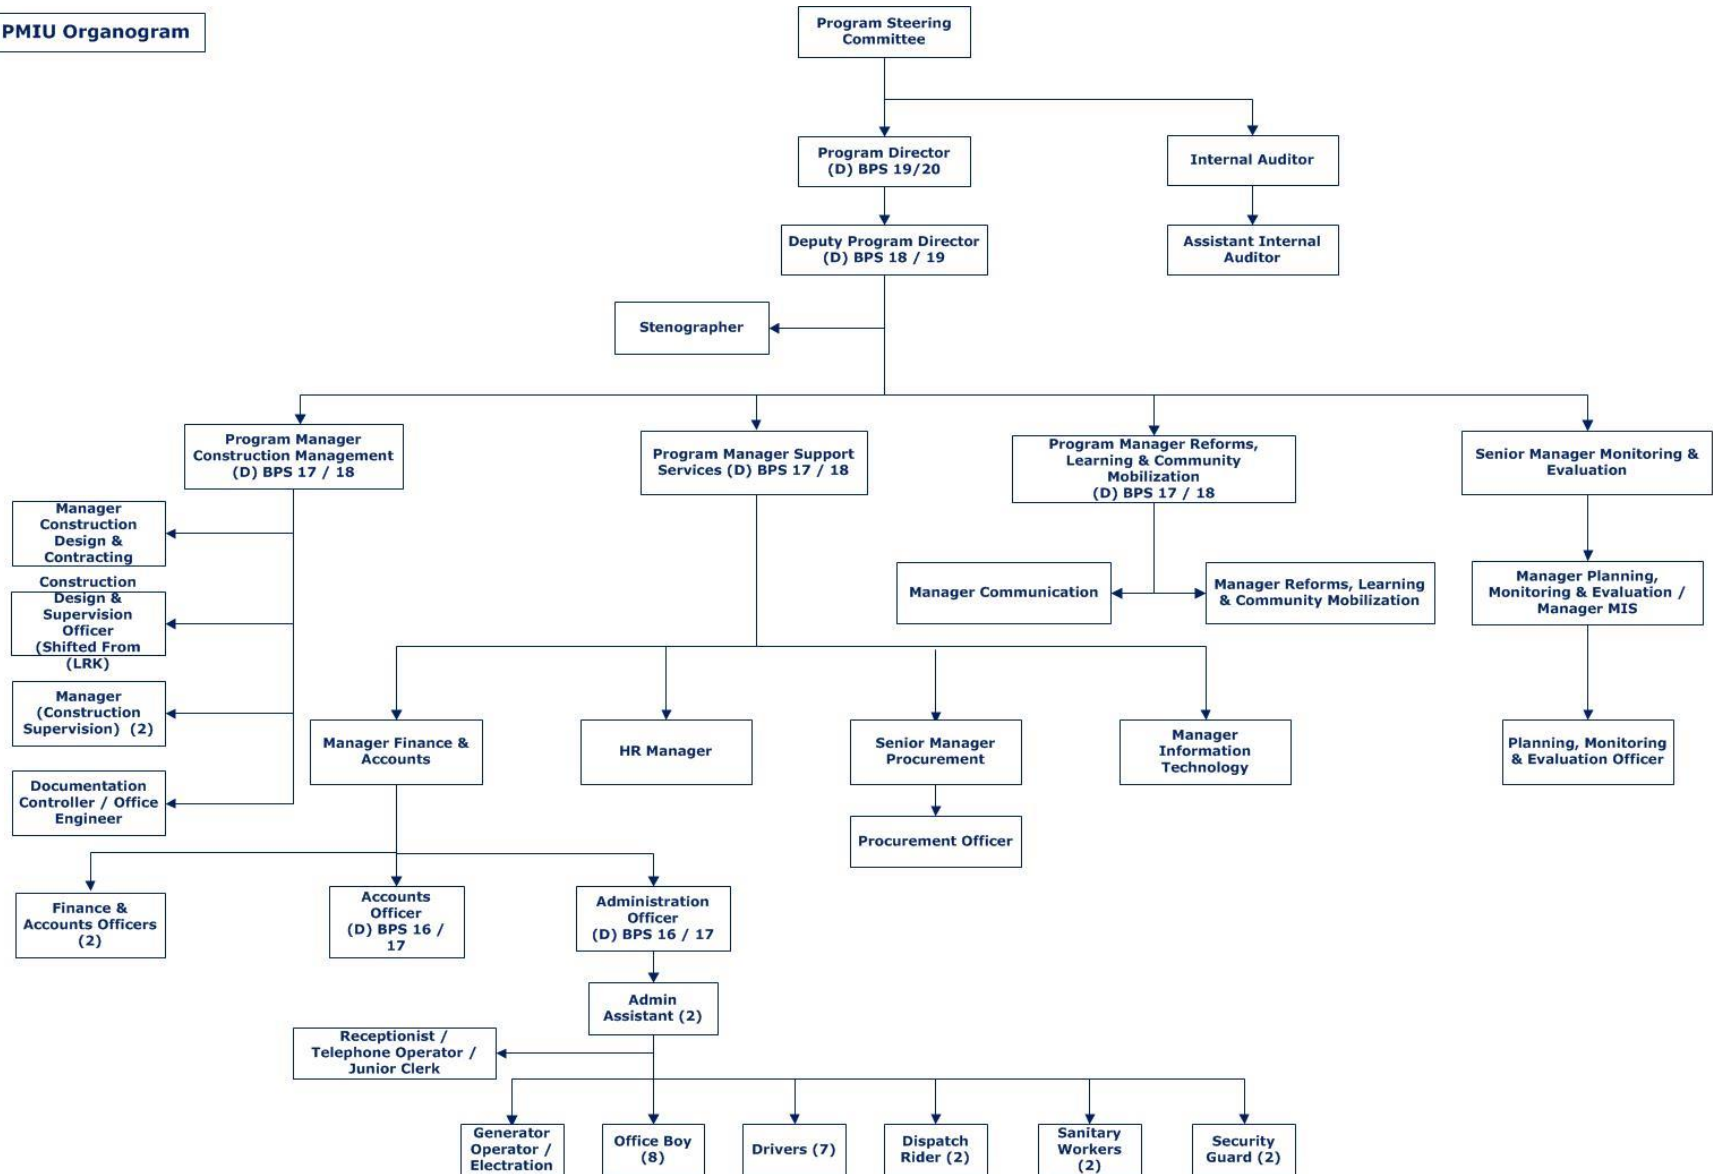 PMIU Organogram
Program Steering
Committee
Program Director
(D) BPS 19/20
Internal Auditor
Deputy Program Director
(D) BPS 18 / 19
Assistant Internal
Auditor
Stenographer
Program Manager
Construction Management
(D) BPS 17 / 18
Program Manager Support
Services (D) BPS 17 / 18
Program Manager Reforms,
Learning & Community
Mobilization
(D) BPS 17 / 18
Senior Manager Monitoring &
Evaluation
Manager
Construction
Design &
Contracting
Construction
Design &
Supervision
Officer
(Shifted From
(LRK)
Manager
(Construction
Supervision) (2)
Documentation
Controller / Office
Engineer
Manager Communication
Manager Reforms, Learning
& Community Mobilization
Manager Planning,
Monitoring & Evaluation /
Manager MIS
Manager Finance &
Accounts
HR Manager
Senior Manager
Procurement
Manager
Information
Technology
Planning, Monitoring
& Evaluation Officer
Procurement Officer
Finance &
Accounts Officers
(2)
Accounts
Officer
(D) BPS 16 /
17
Administration
Officer
(D) BPS 16 / 17
Admin
Assistant (2)
Receptionist /
Telephone Operator /
Junior Clerk
Generator
Operator /
Electration
Office Boy
(8)
Drivers (7)
Dispatch
Rider (2)
Sanitary
Workers
(2)
Security
Guard (2)